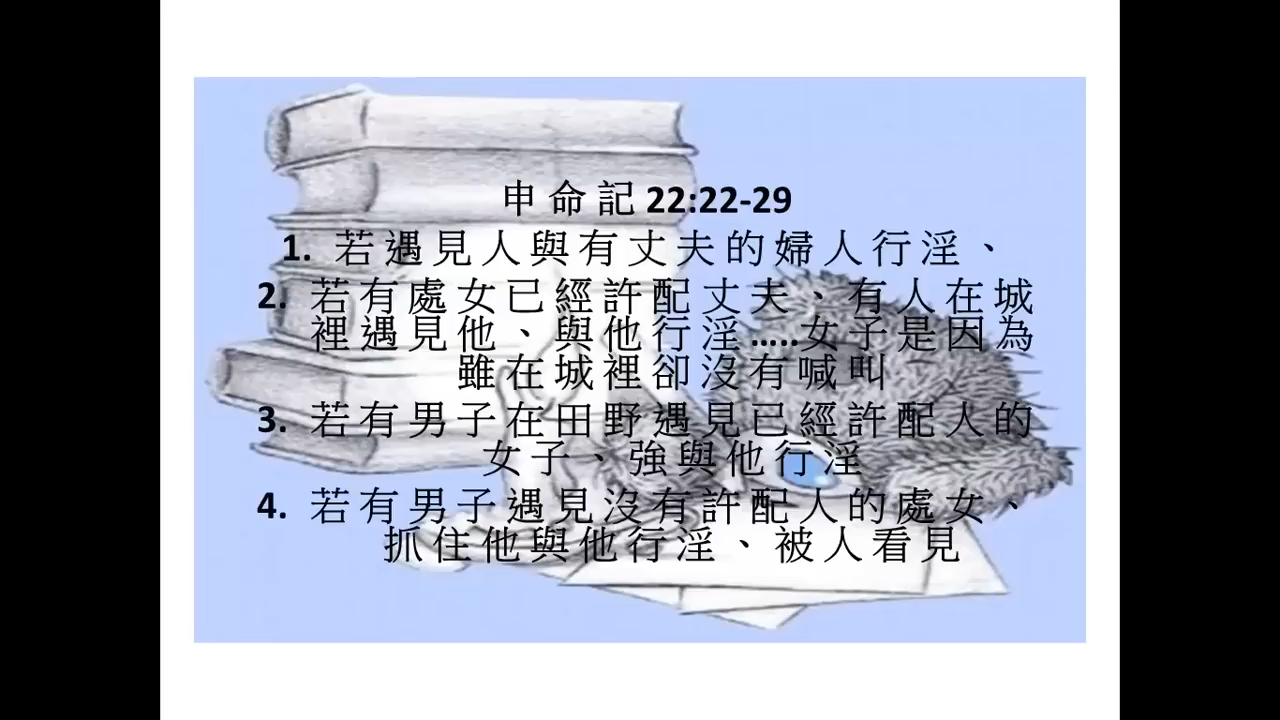 申命記 22:22-29
1. 若遇見人與有丈夫的婦人行淫、
2. 若有處女已經許配丈夫、有人在城
裡遇見他、與他行淫.....女子是因為
雖在城裡卻沒有喊叫
3. 若有男子在田野遇見已經許配人的
女子、強與他行淫
4. 若有男子遇見沒有許配人的處女、
抓住他與他行淫、被人看見